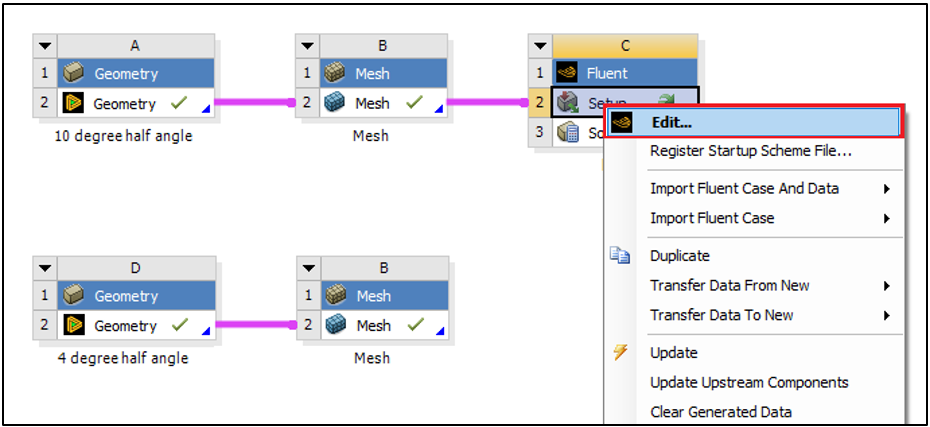 A
1 Geometry
2 Geometry
10 degree half angle
B
1 Mesh
2 Mesh
Mesh
C
1 Fluent
2 Setup
3 So
Edit...
Register Startup Scheme File...
Import Fluent Case And Data
Import Fluent Case
Duplicate
Transfer Data From New
Transfer Data To New
Update
Update Upstream Components
Clear Generated Data
D
1 Geometry
2 Geometry
4 degree half angle
B
1 Mesh
2 Mesh
Mesh